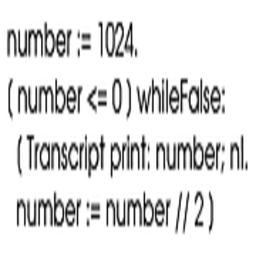 number := 1024.
( number <= 0 ) whileFalse:
( Transcript print: number; nl.
number := number // 2 )